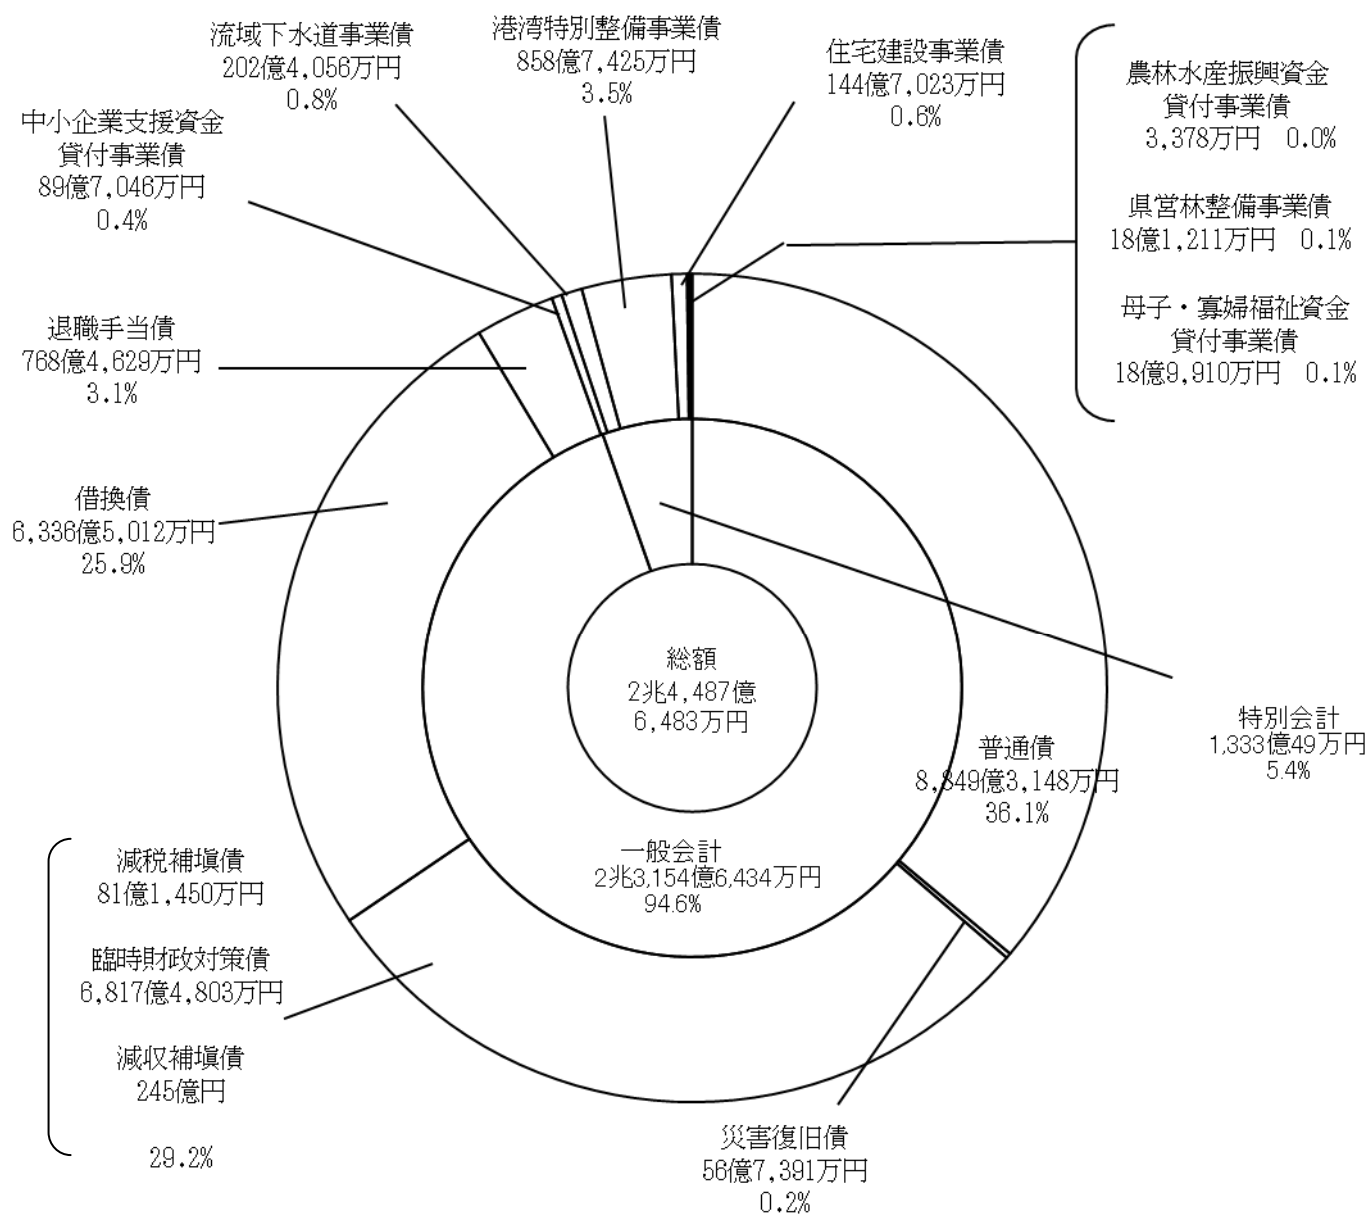 流域下水道事業債
202億4,056万円
0.8%
港湾特別整備事業債
858億7,425万円
3.5%
住宅建設事業債
144億7,023万円
0.6%
農林水産振興資金
貸付事業債
3,378万円 0.0%
県営林整備事業債
18億1,211万円 0.1%
母子・寡婦福祉資金
貸付事業債
18億9,910万円 0.1%
中小企業支援資金
貸付事業債
89億7,046万円
0.4%
退職手当債
768億4,629万円
3.1%
借換債
6,336億5,012万円
25.9%
総額
2兆4,487億
6,483万円
特別会計
1,333億49万円
5.4%
普通債
8,849億3,148万円
36.1%
一般会計
2兆3,154億6,434万円
94.6%
減税補塡債
81億1,450万円
臨時財政対策債
6,817億4,803万円
減収補塡債
245億円
29.2%
災害復旧債
56億7,391万円
0.2%